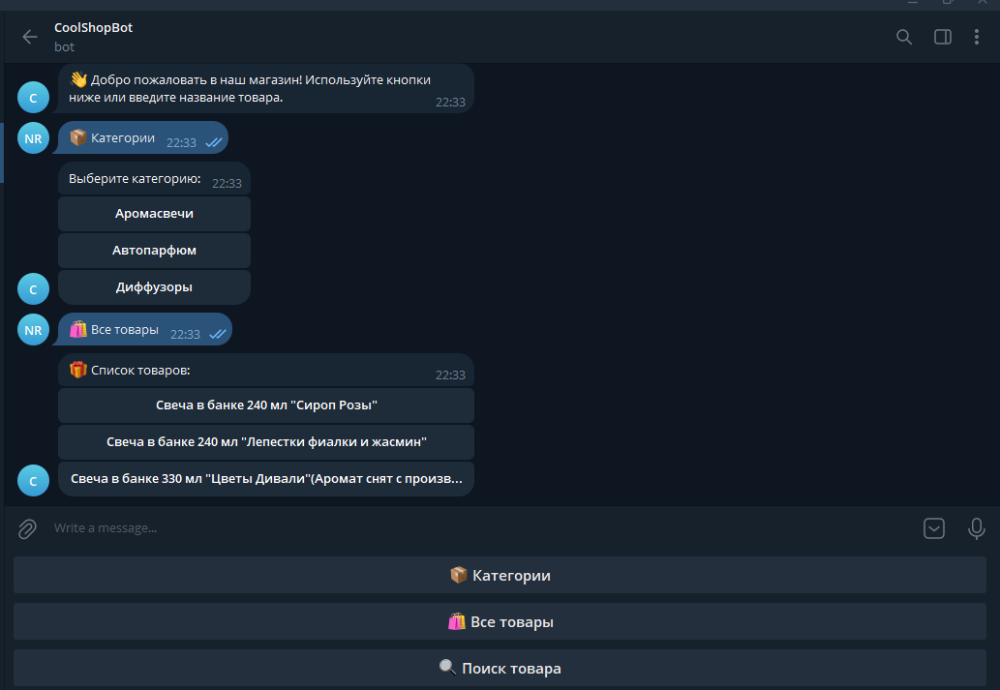 CoolShopBot
bot
👋 Добро пожаловать в наш магазин! Используйте кнопки
ниже или введите название товара.
22:33
C
NR
📦 Категории 22:33
Выберите категорию: 22:33
Аромасвечи
Автопарфюм
Диффузоры
C
NR
🛍 Все товары 22:33
🎁 Список товаров: 22:33
Свеча в банке 240 мл "Сироп Розы"
Свеча в банке 240 мл "Лепестки фиалки и жасмин"
Свеча в банке 330 мл "Цветы Дивали"(Аромат снят с произв...
C
Write a message...
📦 Категории
🛍 Все товары
🔍 Поиск товара